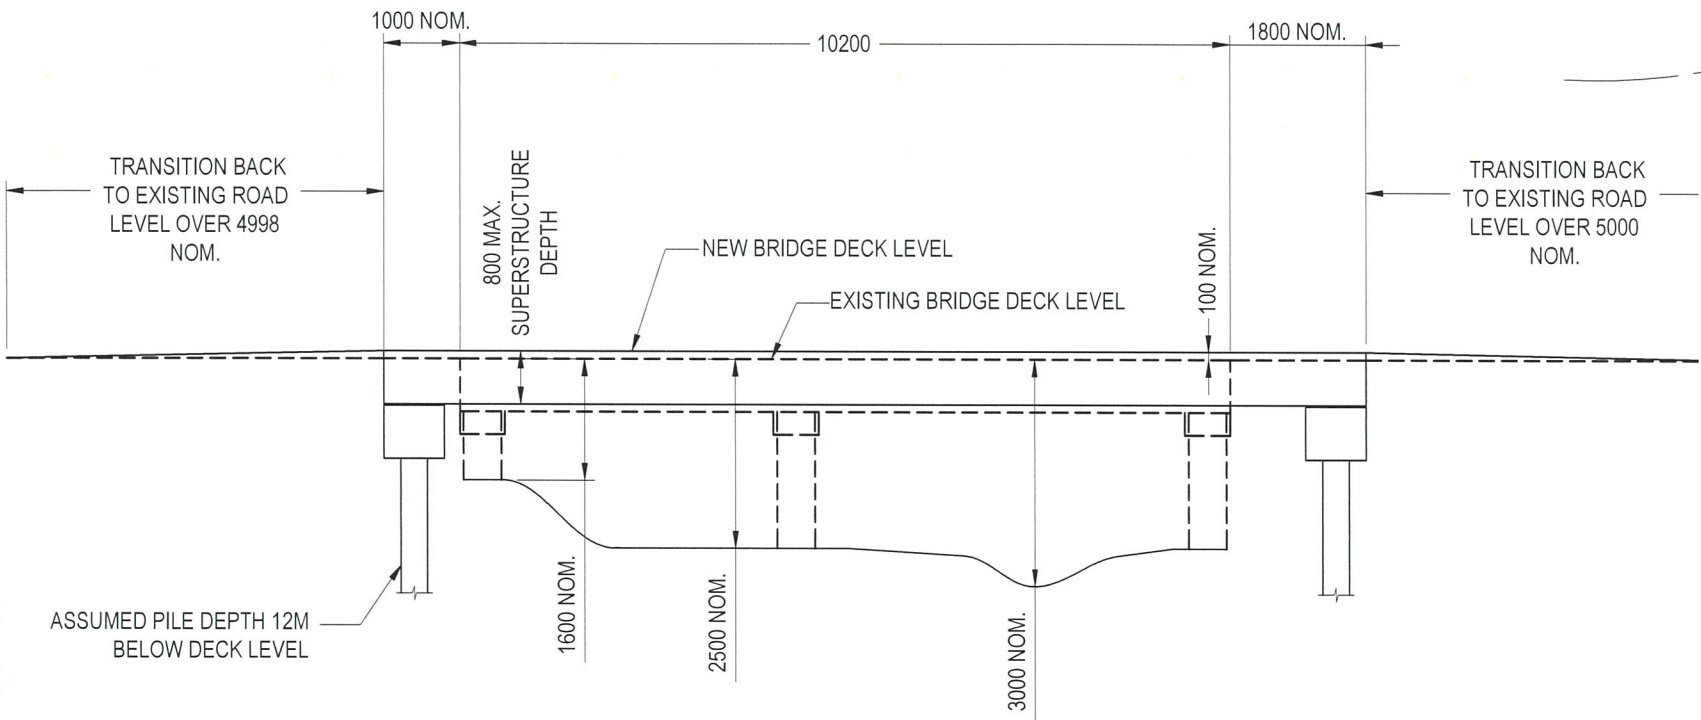 1000 NOM.
10200
1800 NOM.
TRANSITION BACK
TO EXISTING ROAD
LEVEL OVER 4998
NOM.
800 MAX.
SUPERSTRUCTURE
DEPTH
NEW BRIDGE DECK LEVEL
EXISTING BRIDGE DECK LEVEL
100 NOM.
TRANSITION BACK
TO EXISTING ROAD
LEVEL OVER 5000
NOM.
ASSUMED PILE DEPTH 12M
BELOW DECK LEVEL
1600 NOM.
2500 NOM.
3000 NOM.